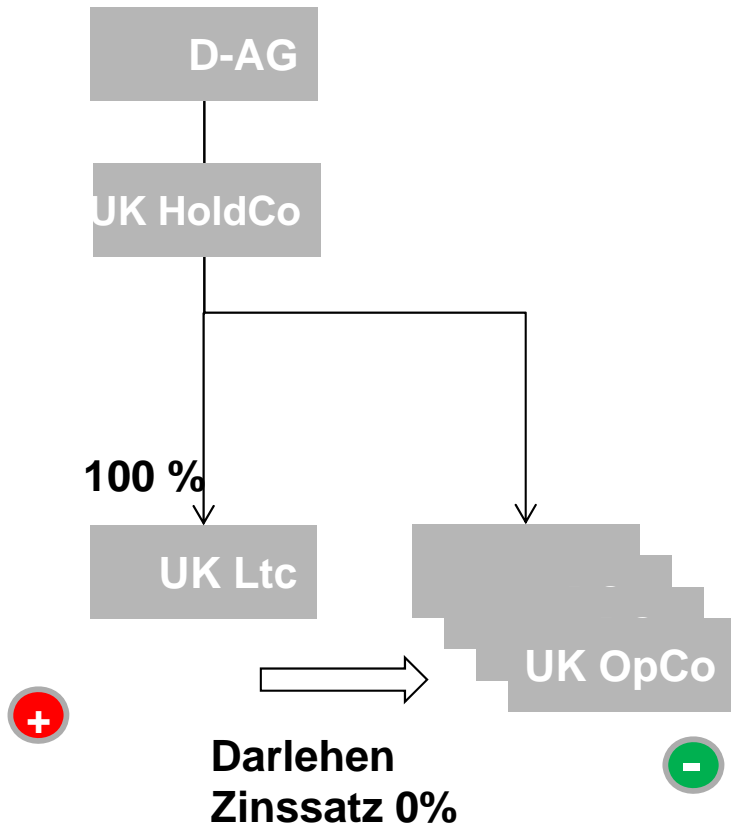 D-AG
UK HoldCo
100 %
UK Ltc
UK OpCo
+
-
Darlehen
Zinssatz 0%